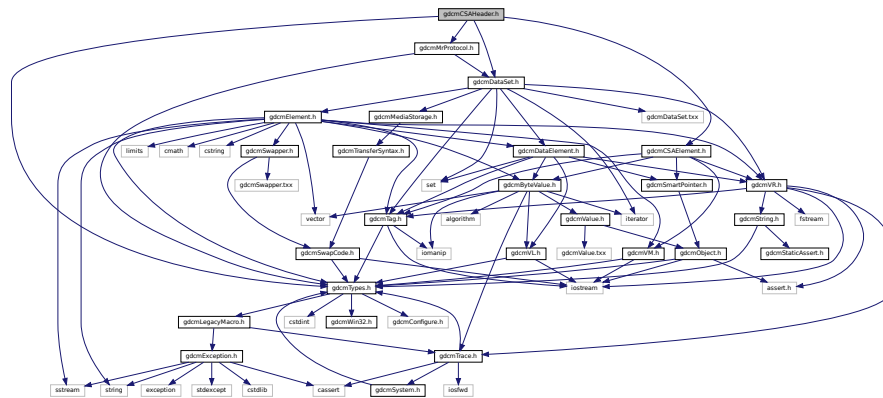 gdcmCSAHeader.h
gdcmMrProtocol.h
gdcmDataSet.h
gdcmElement.h
gdcmMediaStorage.h
gdcmDataSet.txx
limits
cmath
cstring
gdcmSwapper.h
gdcmTransferSyntax.h
gdcmDataElement.h
gdcmCSAElement.h
gdcmSwapper.txx
set
gdcmByteValue.h
gdcmSmartPointer.h
gdcmVR.h
vector
gdcmTag.h
algorithm
gdcmValue.h
iterator
gdcmString.h
fstream
gdcmSwapCode.h
iomanip
gdcmVL.h
gdcmValue.txx
gdcmVM.h
gdcmObject.h
gdcmStaticAssert.h
gdcmTypes.h
iostream
assert.h
gdcmLegacyMacro.h
cstdint
gdcmWin32.h
gdcmConfigure.h
gdcmException.h
gdcmTrace.h
sstream
string
exception
stdexcept
cstdlib
cassert
gdcmSystem.h
iosfwd